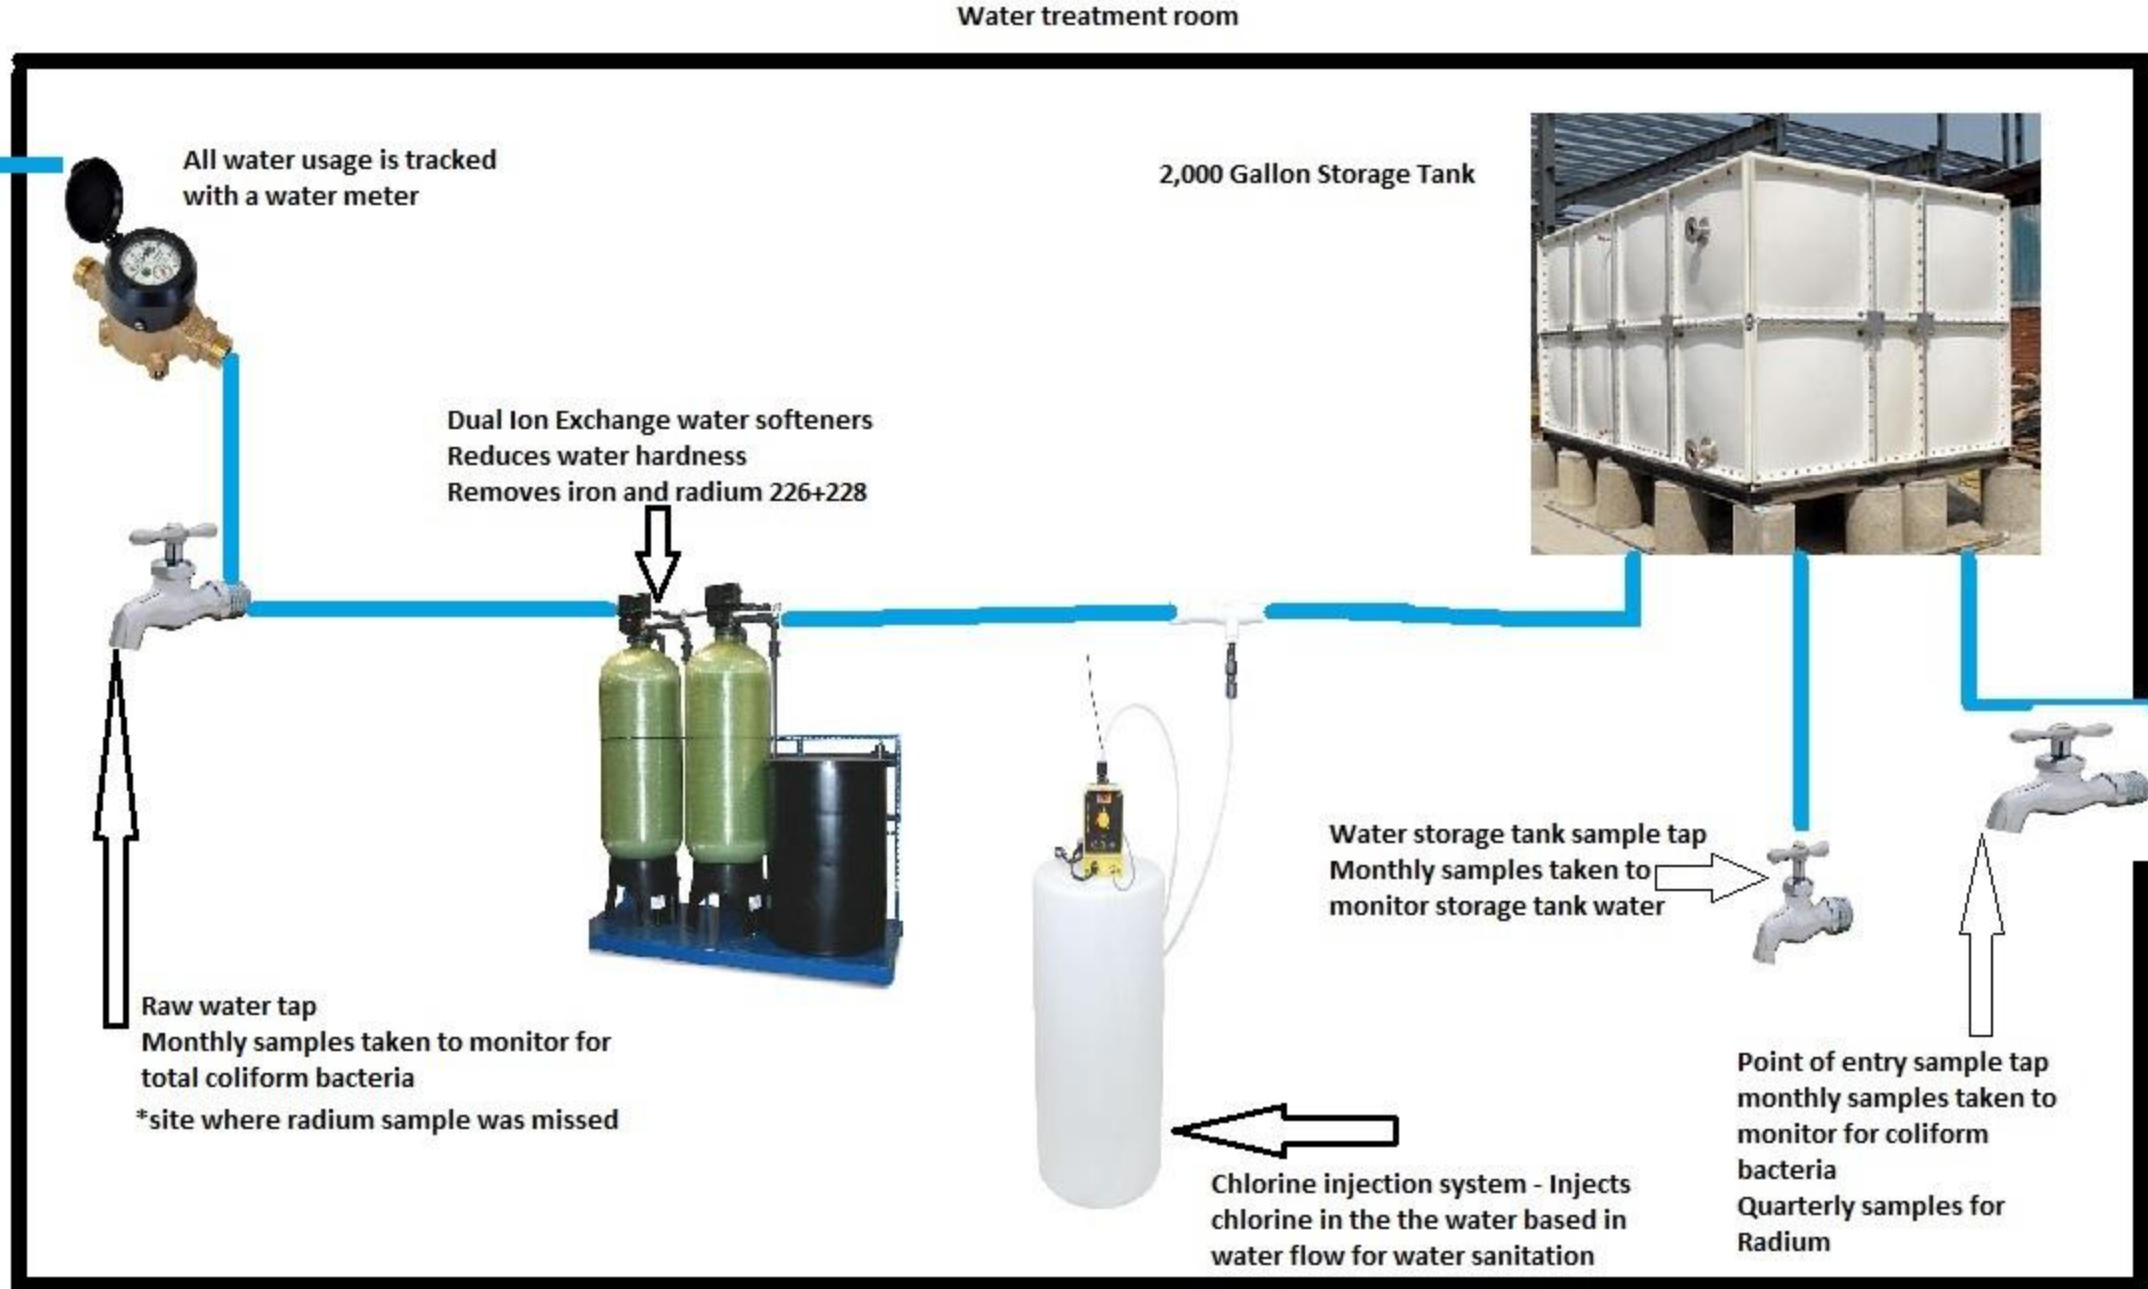 Water treatment room
All water usage is tracked
with a water meter
2,000 Gallon Storage Tank
Dual Ion Exchange water softeners
Reduces water hardness
Removes iron and radium 226+228
Water storage tank sample tap
Monthly samples taken to
monitor storage tank water
Raw water tap
Monthly samples taken to monitor for
total coliform bacteria
*site where radium sample was missed
Point of entry sample tap
monthly samples taken to
monitor for coliform
bacteria
Quarterly samples for
Radium
Chlorine injection system - Injects
chlorine in the the water based in
water flow for water sanitation